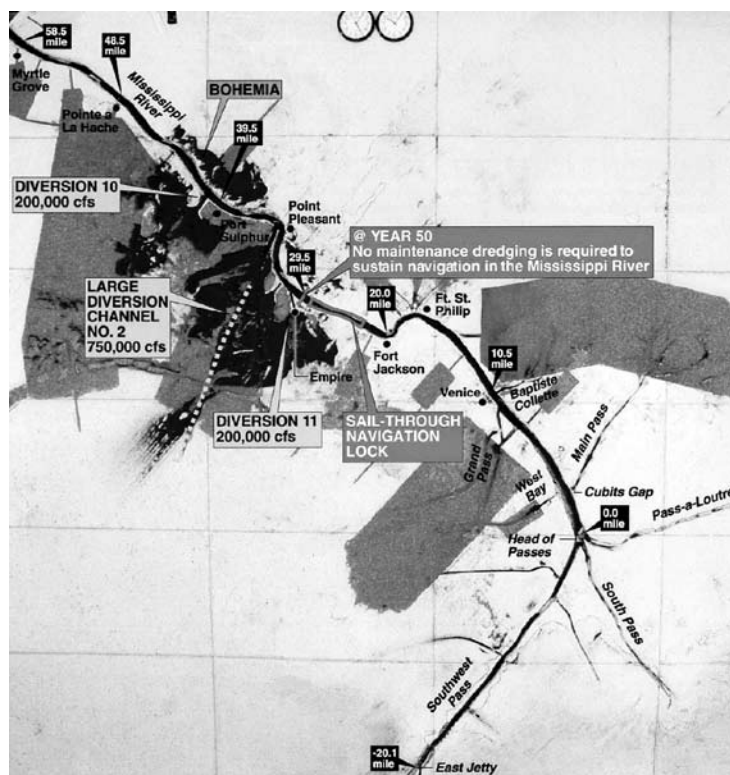 58.5
mile
Myrtle
Grove
48.5
mile
Mississippi
River
Pointe a
La Hache
BOHEMIA
39.5
mile
DIVERSION 10
200,000 cfs
Port
Sulphur
Point
Pleasant
@ YEAR 50
No maintenance dredging is required to
sustain navigation in the Mississippi River
29.5
mile
LARGE
DIVERSION
CHANNEL
NO. 2
750,000 cfs
20.0
mile
Ft. St.
Philip
Fort
Jackson
Empire
10.5
mile
Venice
Baptiste
Collette
DIVERSION 11
200,000 cfs
SAIL-THROUGH
NAVIGATION
LOCK
Grand
Pass
Main Pass
West
Bay
Cubits Gap
0.0
mile
Pass-a-Loutre
Head of
Passes
South Pass
Southwest
Pass
-20.1
mile
East Jetty